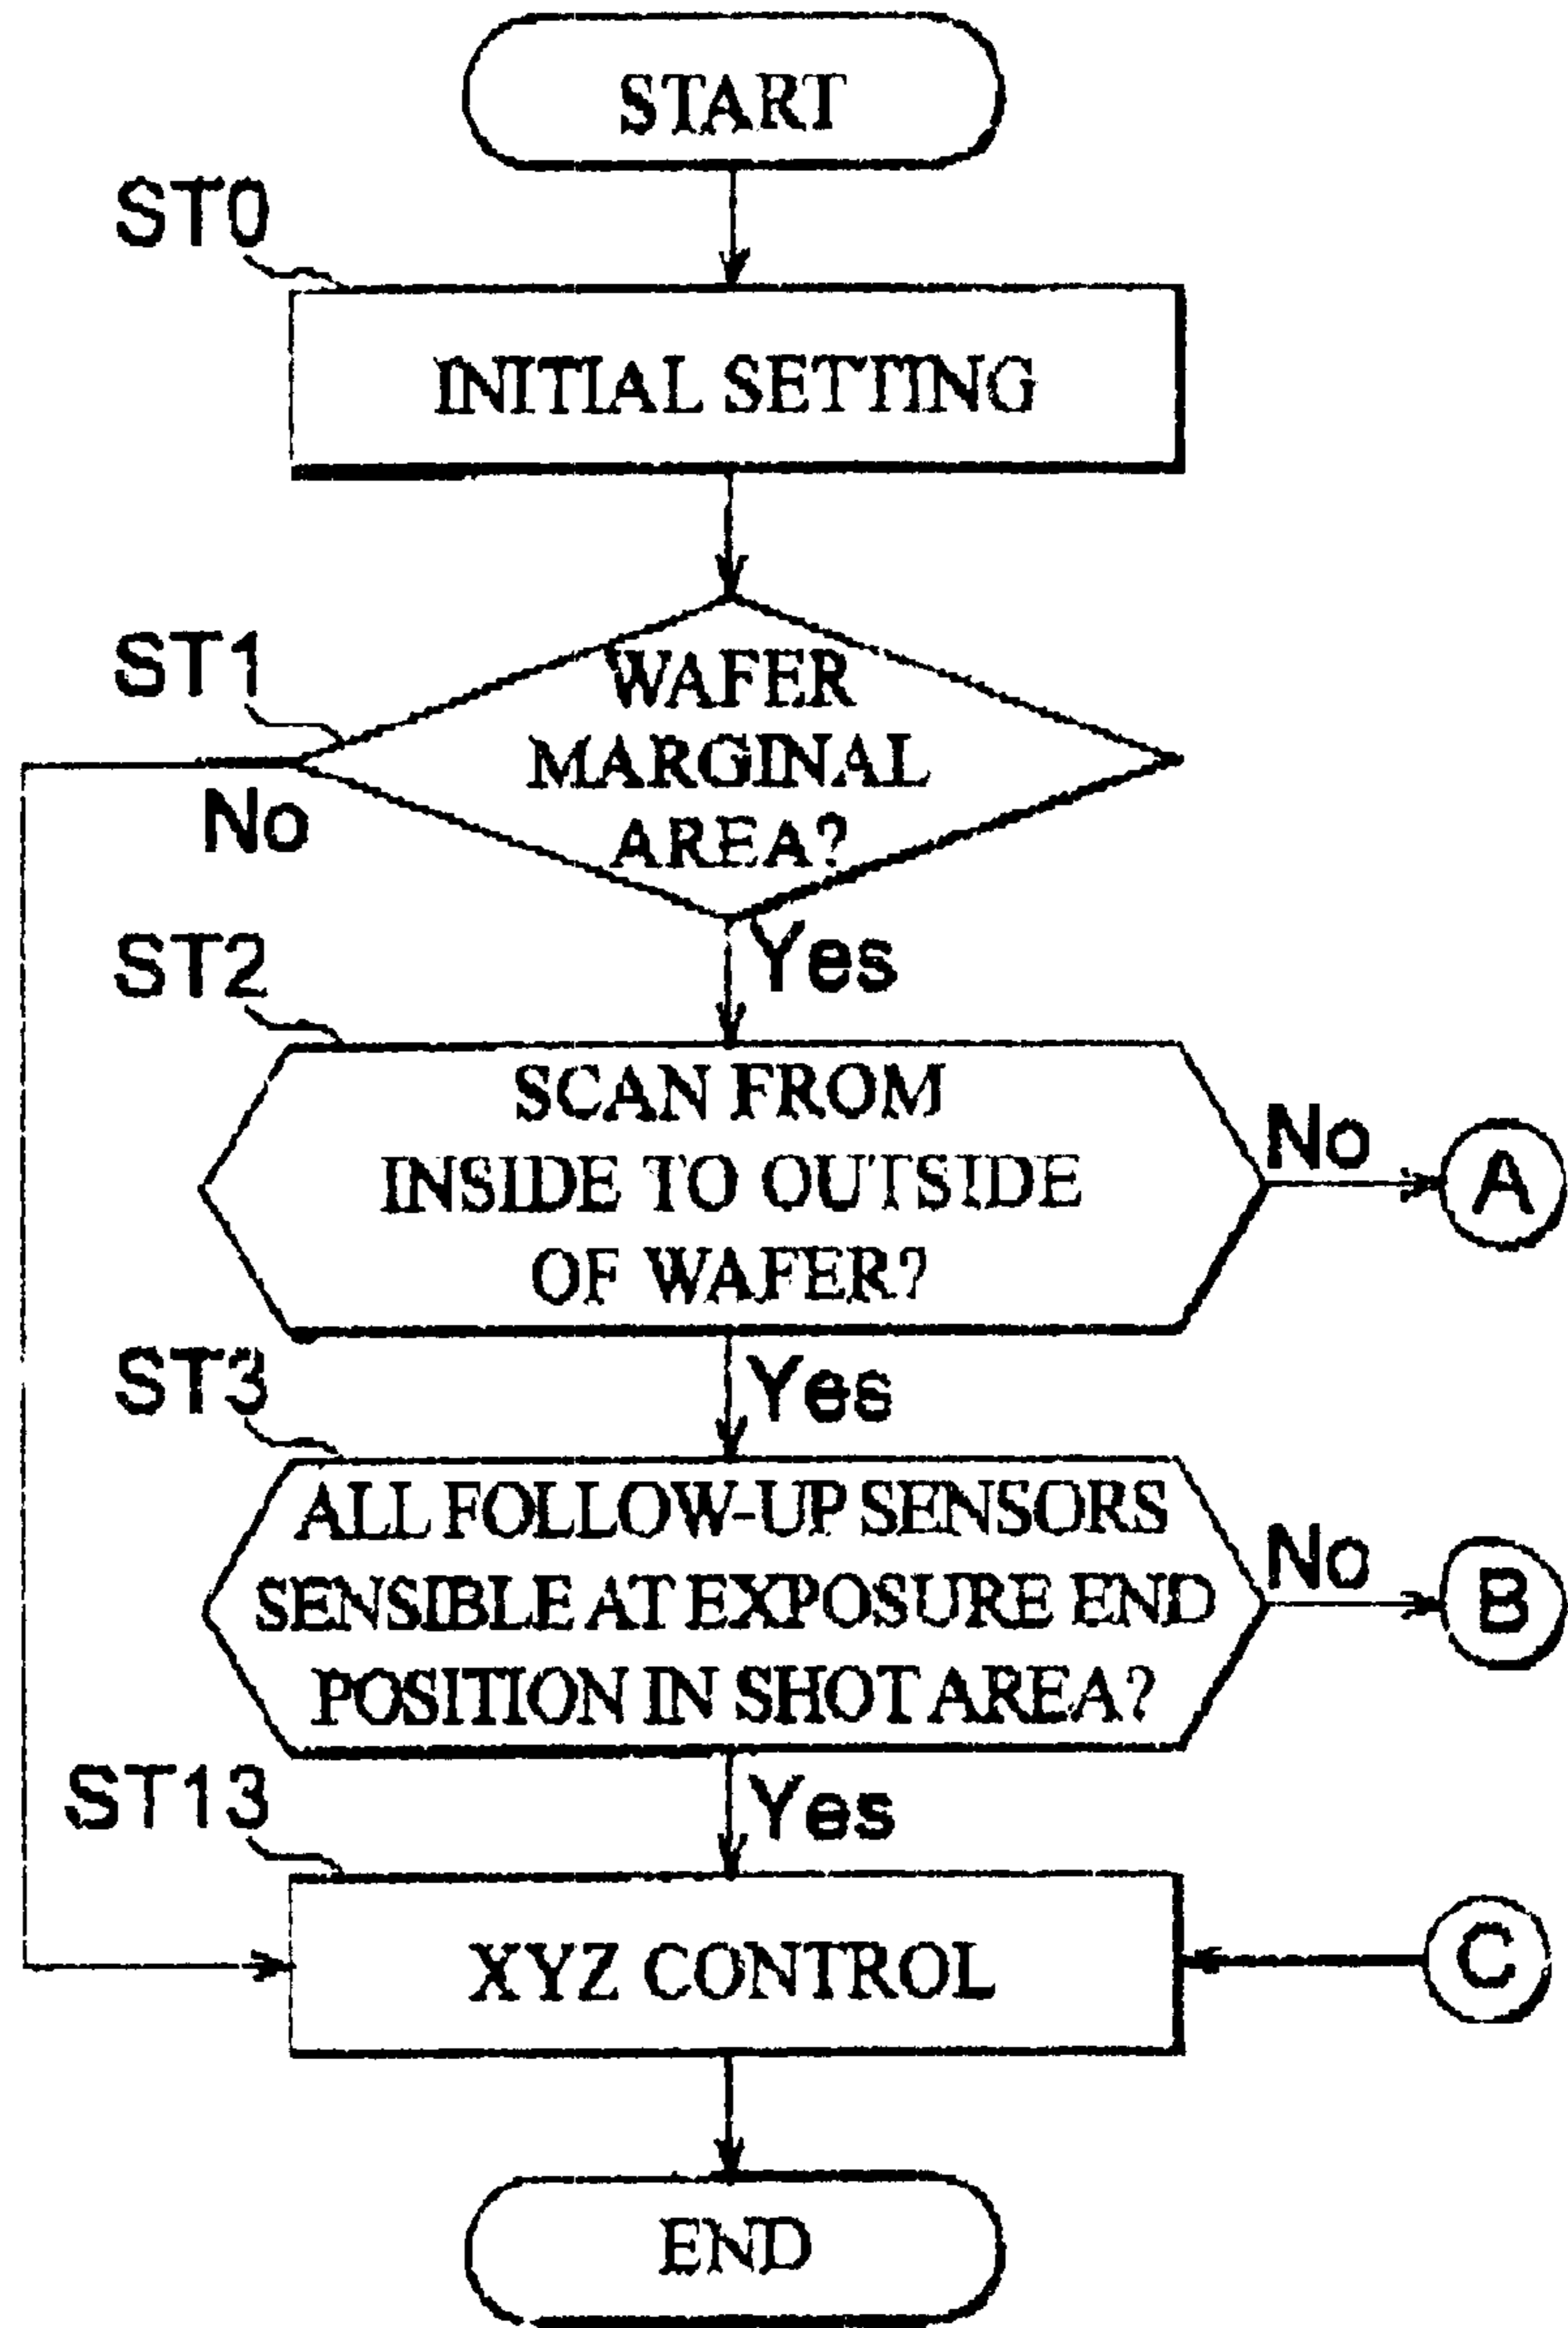 START
ST0
INITIAL SETTING
ST1
WAFER
MARGINAL
AREA?
No
Yes
ST2
SCAN FROM
INSIDE TO OUTSIDE
OF WAFER?
No
A
Yes
ST3
ALL FOLLOW-UP SENSORS
SENSIBLE AT EXPOSURE END
POSITION IN SHOT AREA?
No
B
Yes
ST13
XYZ CONTROL
C
END